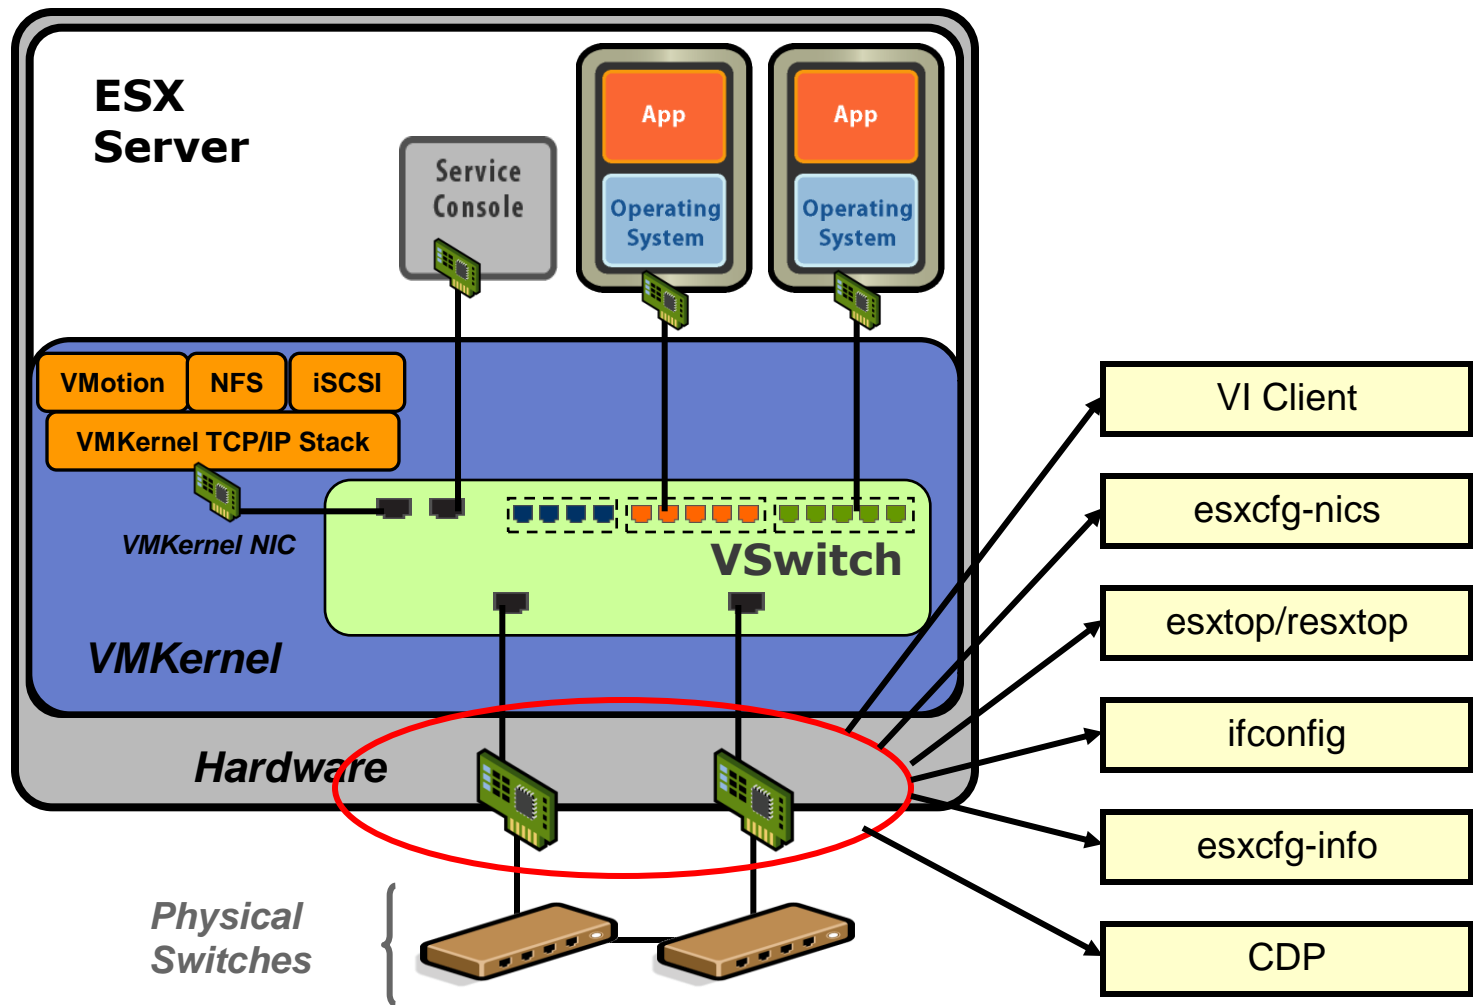 ESX
Server
Service
Console
App
Operating
System
App
Operating
System
VMotion
NFS
iSCSI
VMKernel TCP/IP Stack
VMKernel NIC
VSwitch
VMKernel
Hardware
Physical
Switches
VI Client
esxcfg-nics
esxtop/resxtop
ifconfig
esxcfg-info
CDP